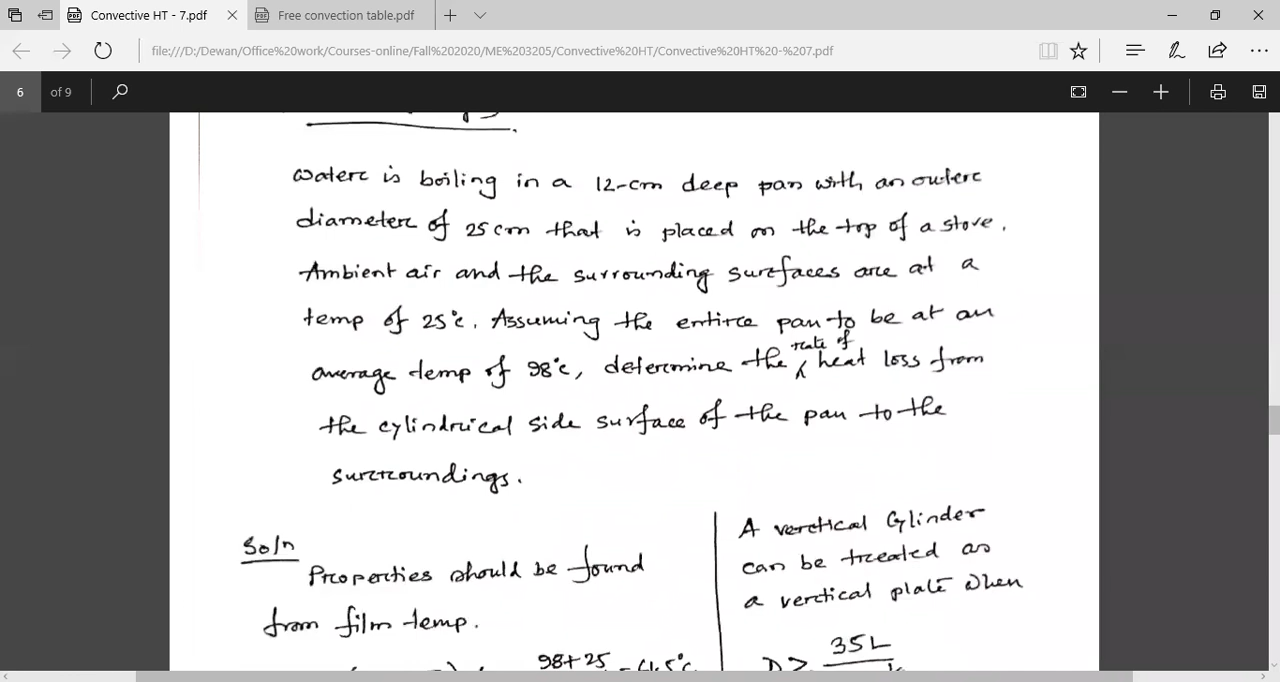 Convective HT - 7.pdf
Free convection table.pdf
file:///D:/Dewan/Office%20work/Courses-online/Fall%202020/ME%203205/Convective%20HT/Convective%20HT%20-%207.pdf
6 of 9
Water is boiling in a 12-cm deep pan with an outer
diameter of 25cm that is placed on the top of a stove.
Ambient air and the surrounding surfaces are at a
temp of 25°c. Assuming the entire pan to be at an
average temp of 98°c, determine the rate of heat loss from
the cylindrical side surface of the pan to the
surroundings.
Soln
Properties should be found
from film temp.
98+25
A vertical Cylinder
can be treated as
a vertical plate when
D ≥ 35L